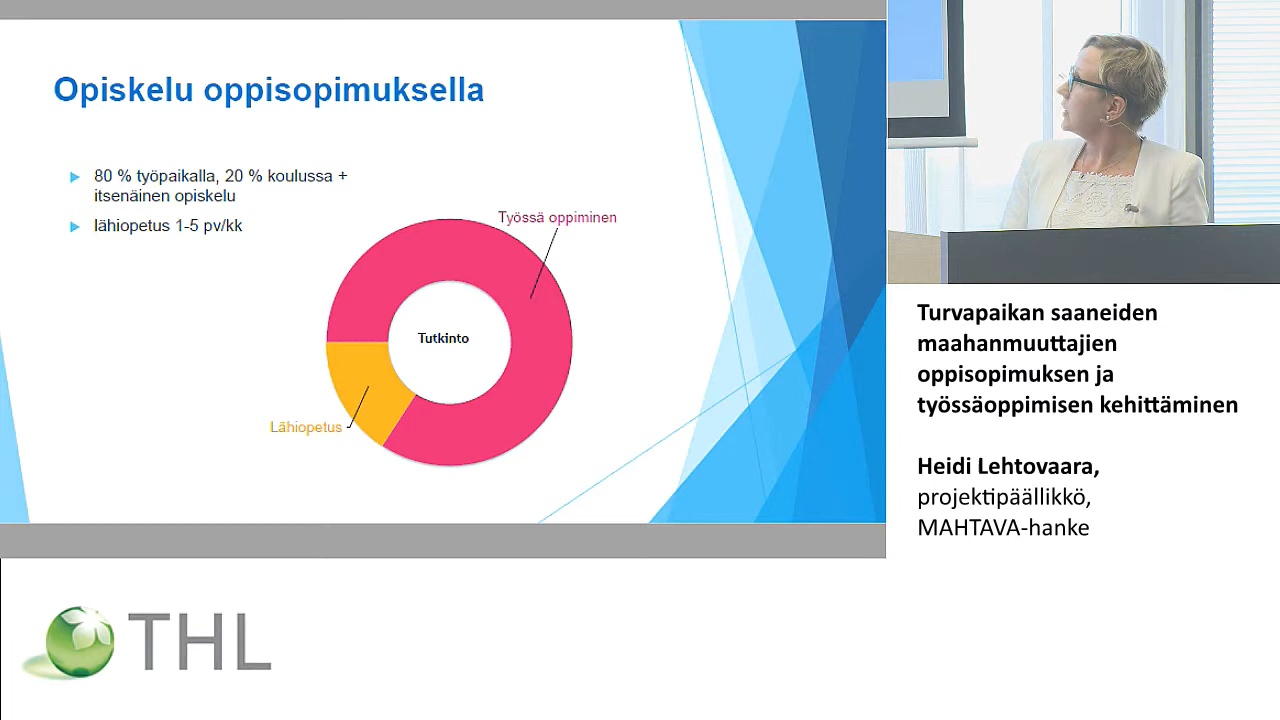 Opiskelu oppisopimuksella
80 % työpaikalla, 20 % koulussa +
itsenäinen opiskelu
lähiopetus 1-5 pv/kk
Työssä oppiminen
Tutkinto
Lähiopetus
Turvapaikan saaneiden
maahanmuuttajien
oppisopimuksen ja
työssäoppimisen kehittäminen
Heidi Lehtovaara,
projektipäällikkö,
MAHTAVA-hanke
THL